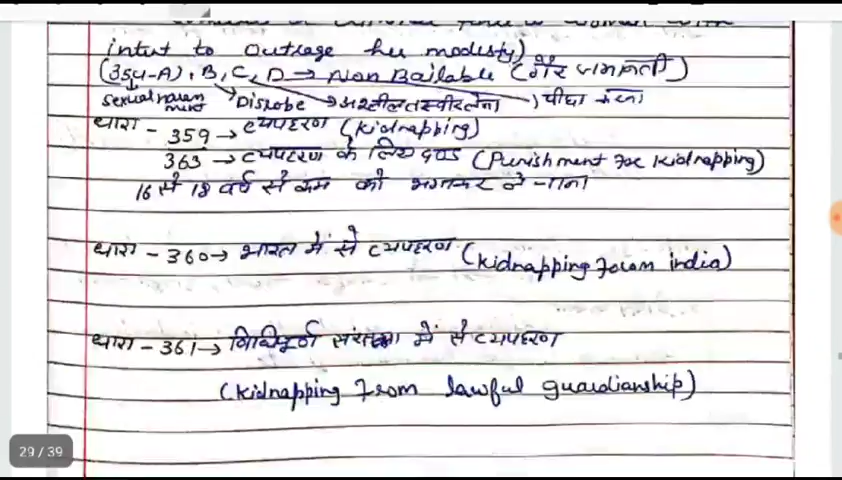 intent to outrage her modesty)
(354-A), B, C, D → Non Bailable (गैर जमानती)
sexual harassment → Disrobe → अश्लील तस्वीर लेना → पीछा करना
धारा - 359 → व्यपहरण (kidnapping)
363 → व्यपहरण के लिए दण्ड (Punishment for kidnapping)
16 से 18 वर्ष से कम को भगाकर ले जाना
धारा - 360 → भारत में से व्यपहरण (kidnapping foram india)
धारा - 361 → विधिपूर्ण संरक्षता में से व्यपहरण
(kidnapping from lawful guardianship)
29 / 39